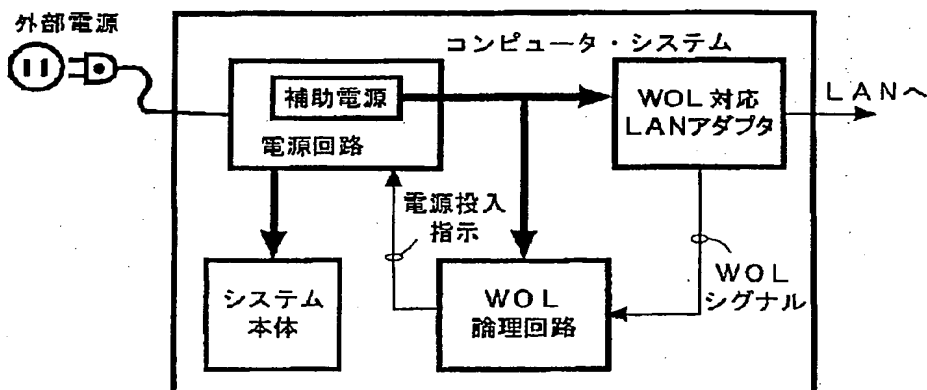 外部電源
コンピュータ・システム
補助電源
電源回路
WOL対応
LANアダプタ
LANへ
電源投入
指示
WOL
シグナル
システム
本体
WOL
論理回路